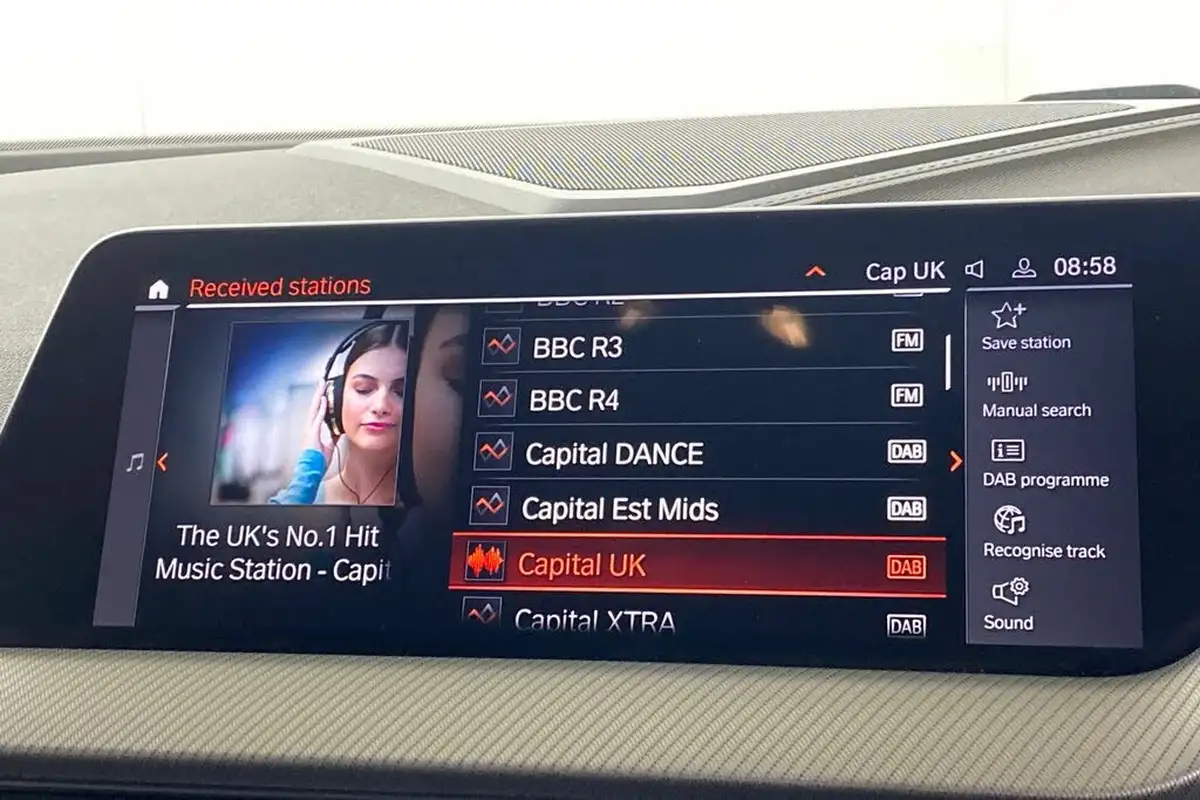 Received stations
Cap UK
08:58
BBC R3 FM
BBC R4 FM
Capital DANCE DAB
Capital Est Mids DAB
Capital UK DAB
Capital XTRA DAB
The UK's No.1 Hit
Music Station - Capit
Save station
Manual search
DAB programme
Recognise track
Sound